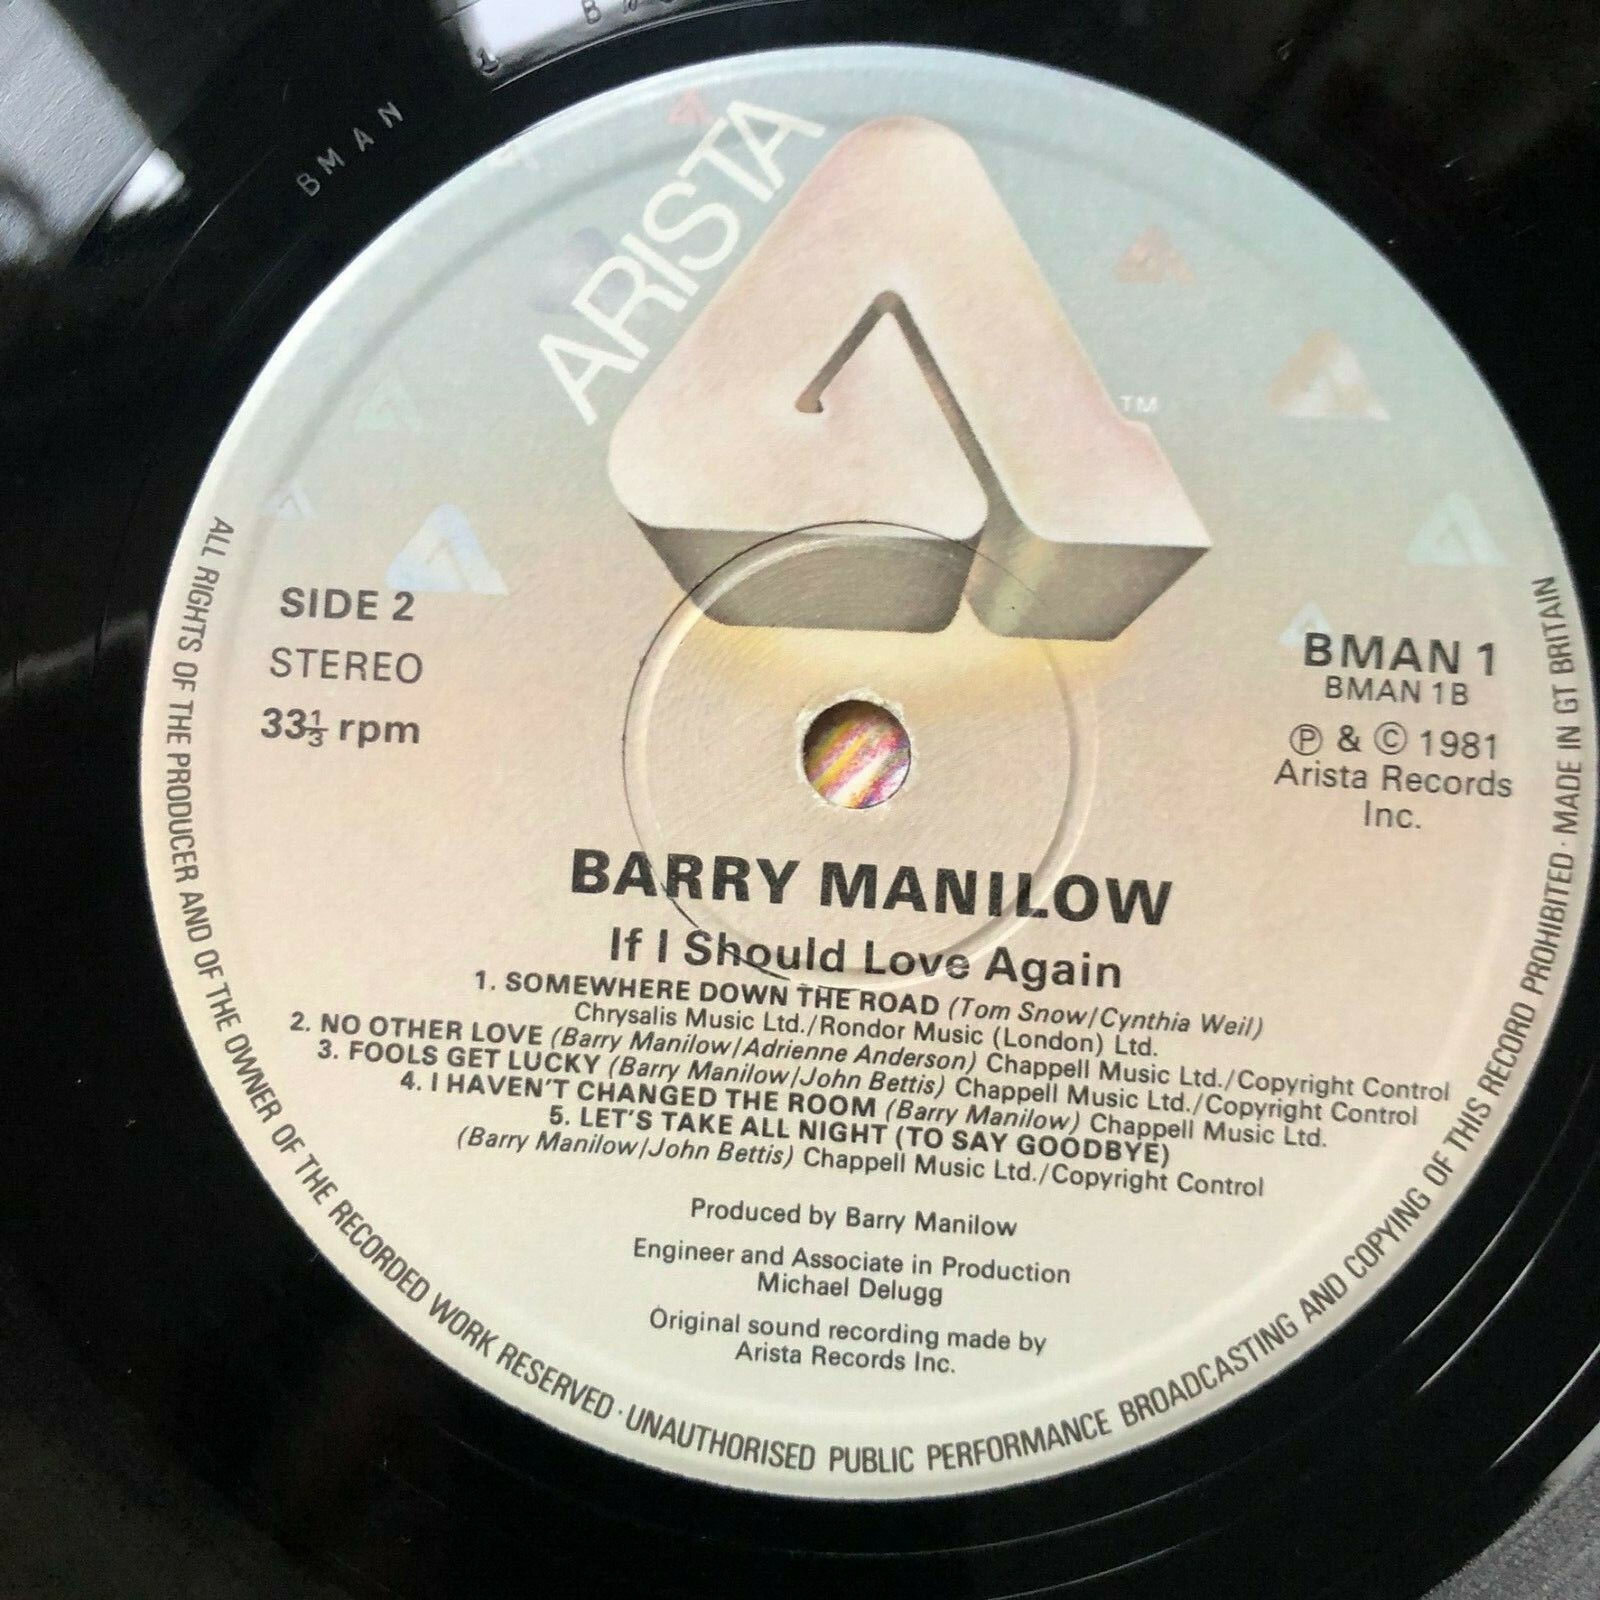 BMAN
ARISTA
TM
SIDE 2
STEREO
33⅓ rpm
BMAN 1
BMAN 1B
℗ & © 1981
Arista Records
Inc.
BARRY MANILOW
If I Should Love Again
1. SOMEWHERE DOWN THE ROAD (Tom Snow/Cynthia Weil)
Chrysalis Music Ltd./Rondor Music (London) Ltd.
2. NO OTHER LOVE (Barry Manilow/Adrienne Anderson) Chappell Music Ltd./Copyright Control
3. FOOLS GET LUCKY (Barry Manilow/John Bettis) Chappell Music Ltd./Copyright Control
4. I HAVEN'T CHANGED THE ROOM (Barry Manilow) Chappell Music Ltd.
5. LET'S TAKE ALL NIGHT (TO SAY GOODBYE)
(Barry Manilow/John Bettis) Chappell Music Ltd./Copyright Control
Produced by Barry Manilow
Engineer and Associate in Production
Michael Delugg
Original sound recording made by
Arista Records Inc.
ALL RIGHTS OF THE PRODUCER AND OF THE OWNER OF THE RECORDED WORK RESERVED · UNAUTHORISED PUBLIC PERFORMANCE BROADCASTING AND COPYING OF THIS RECORD PROHIBITED · MADE IN GT BRITAIN